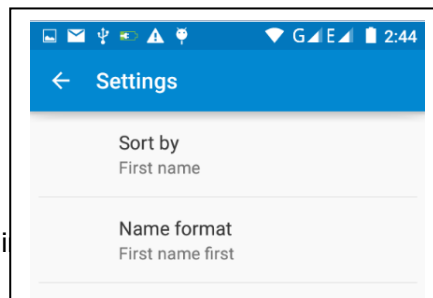 G E 2:44
Settings
Sort by
First name
Name format
First name first